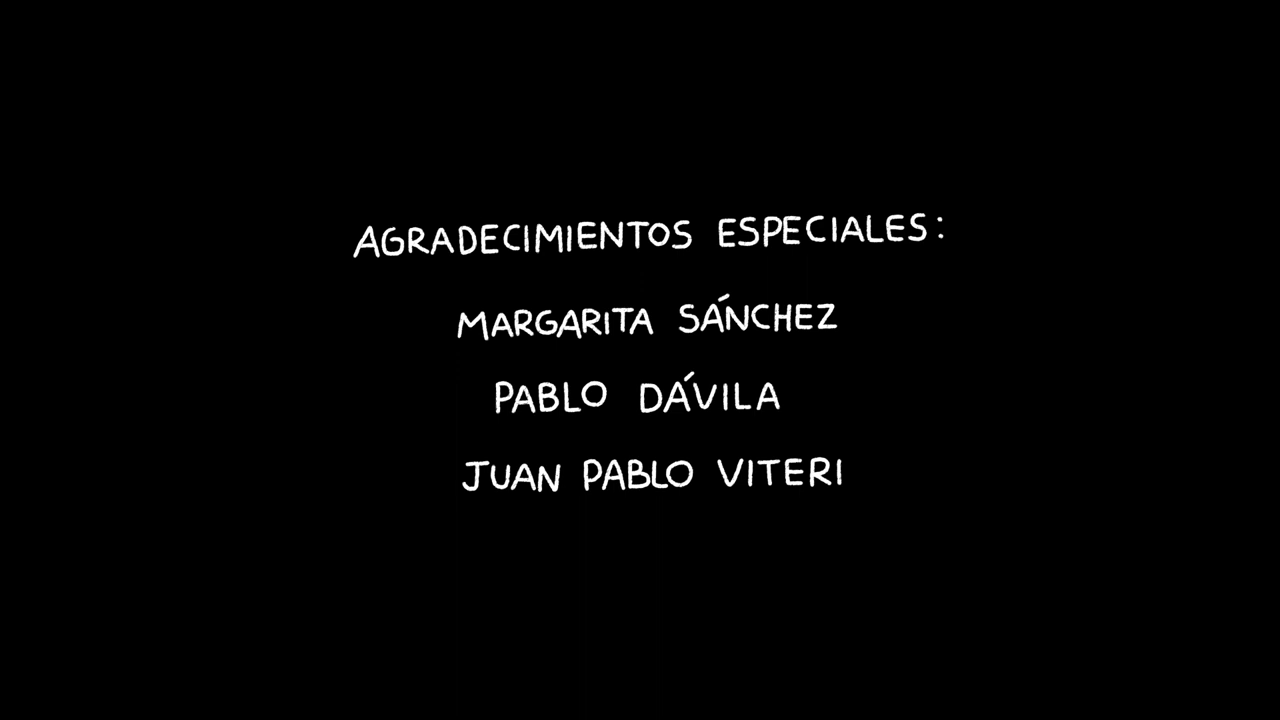 AGRADECIMIENTOS ESPECIALES:
MARGARITA SÁNCHEZ
PABLO DÁVILA
JUAN PABLO VITERI